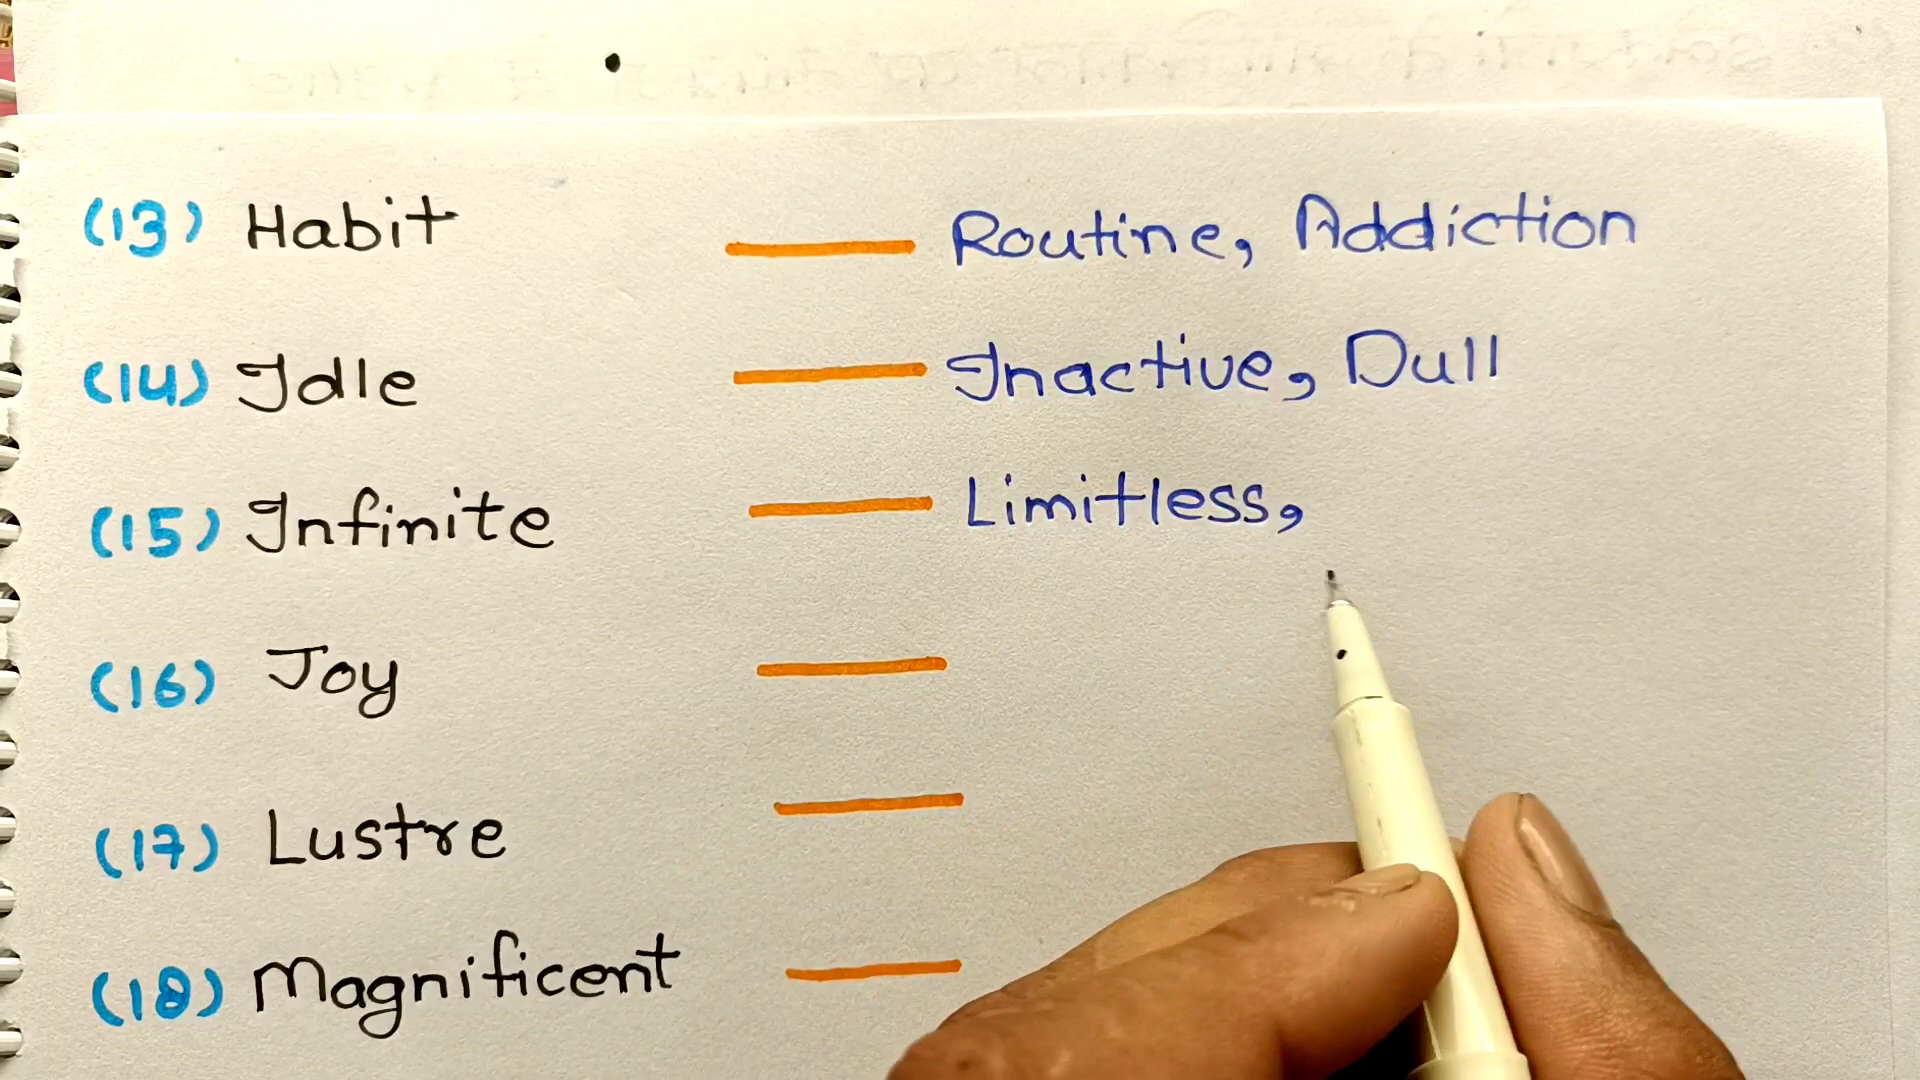 (13) Habit — Routine, Addiction
(14) Idle — Inactive, Dull
(15) Infinite — Limitless,
(16) Joy —
(17) Lustre —
(18) Magnificent —